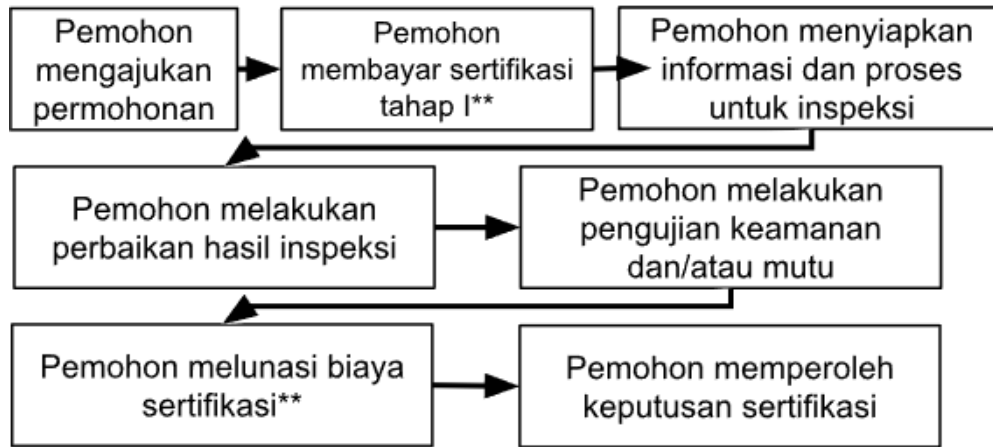 Pemohon
mengajukan
permohonan
Pemohon
membayar sertifikasi
tahap I**
Pemohon menyiapkan
informasi dan proses
untuk inspeksi
Pemohon melakukan
perbaikan hasil inspeksi
Pemohon melakukan
pengujian keamanan
dan/atau mutu
Pemohon melunasi biaya
sertifikasi**
Pemohon memperoleh
keputusan sertifikasi